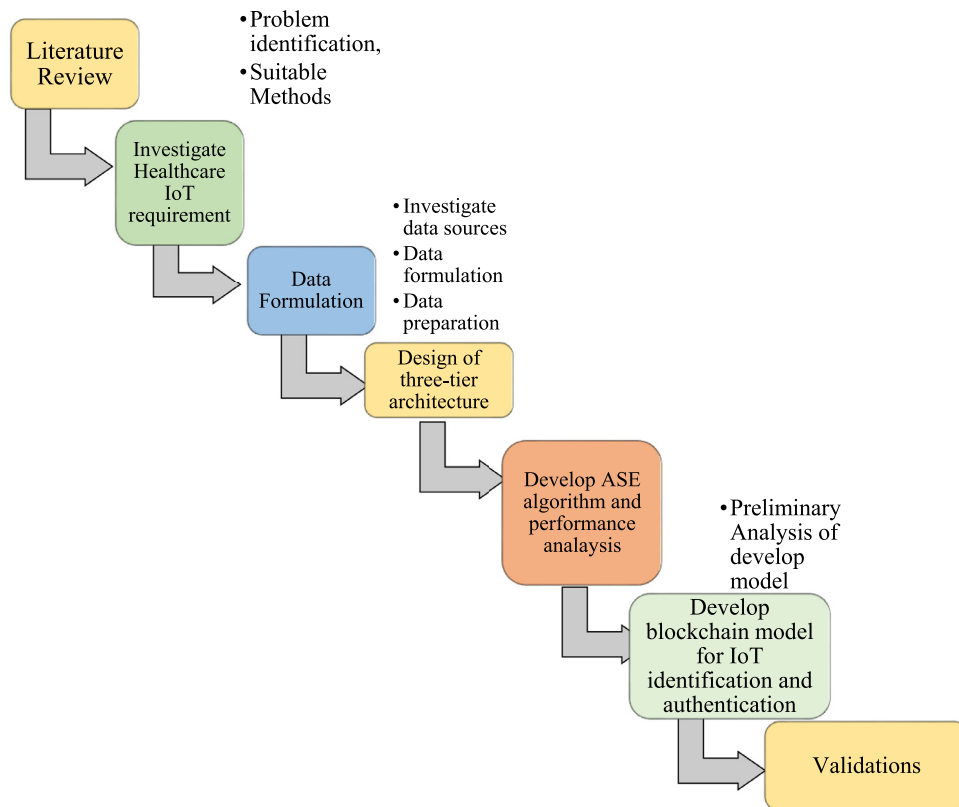 Literature
Review
•Problem
identification,
•Suitable
Methods
Investigate
Healthcare
IoT
requirement
•Investigate
data sources
•Data
formulation
•Data
preparation
Data
Formulation
Design of
three-tier
architecture
Develop ASE
algorithm and
performance
analaysis
•Preliminary
Analysis of
develop
model
Develop
blockchain model
for IoT
identification and
authentication
Validations